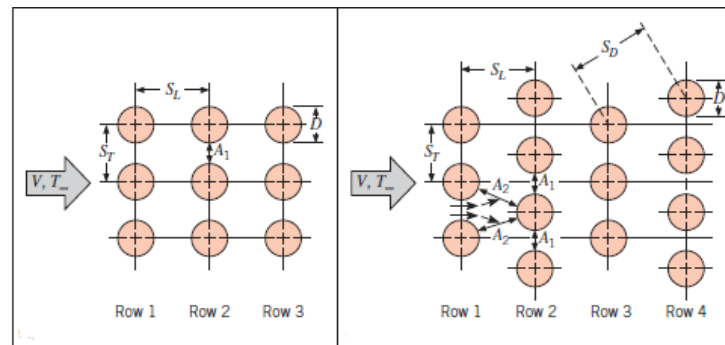 S_L
D
S_T
A_1
V, T_∞
Row 1 Row 2 Row 3
S_D
S_L
D
S_T
A_2
A_1
V, T_∞
A_2
A_1
Row 1 Row 2 Row 3 Row 4